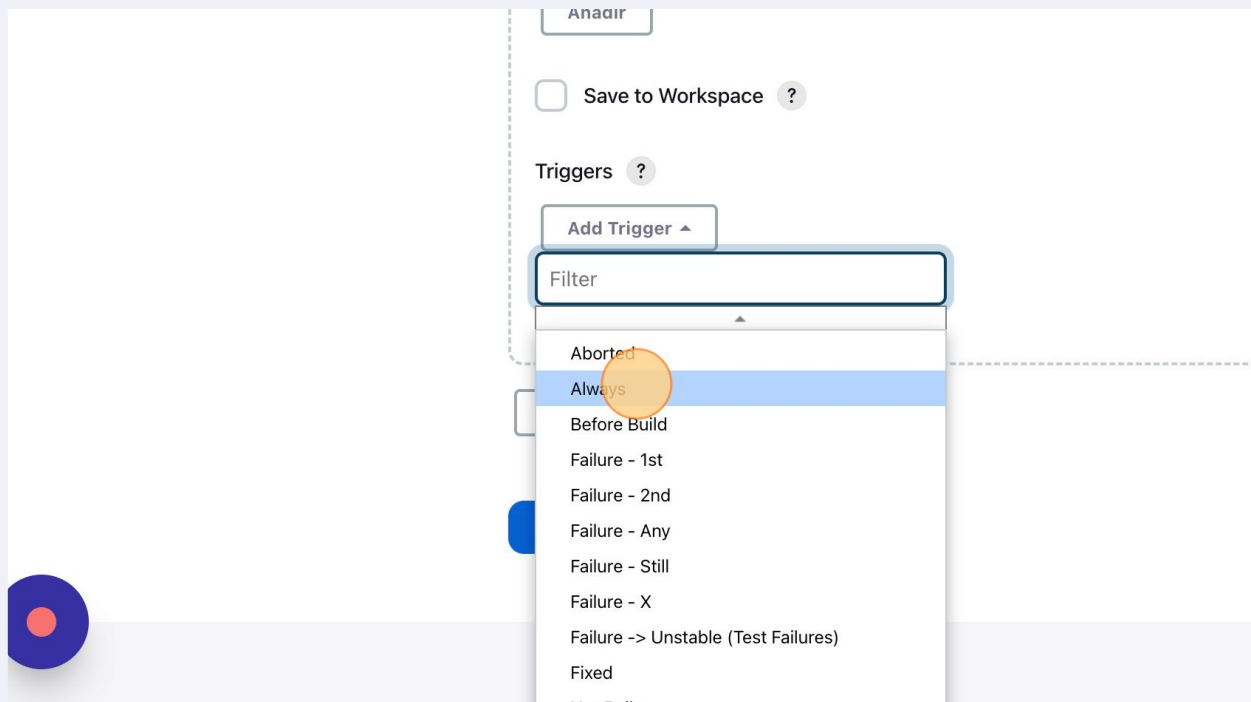 Añadir
Save to Workspace ?
Triggers ?
Add Trigger
Filter
Aborted
Always
Before Build
Failure - 1st
Failure - 2nd
Failure - Any
Failure - Still
Failure - X
Failure -> Unstable (Test Failures)
Fixed